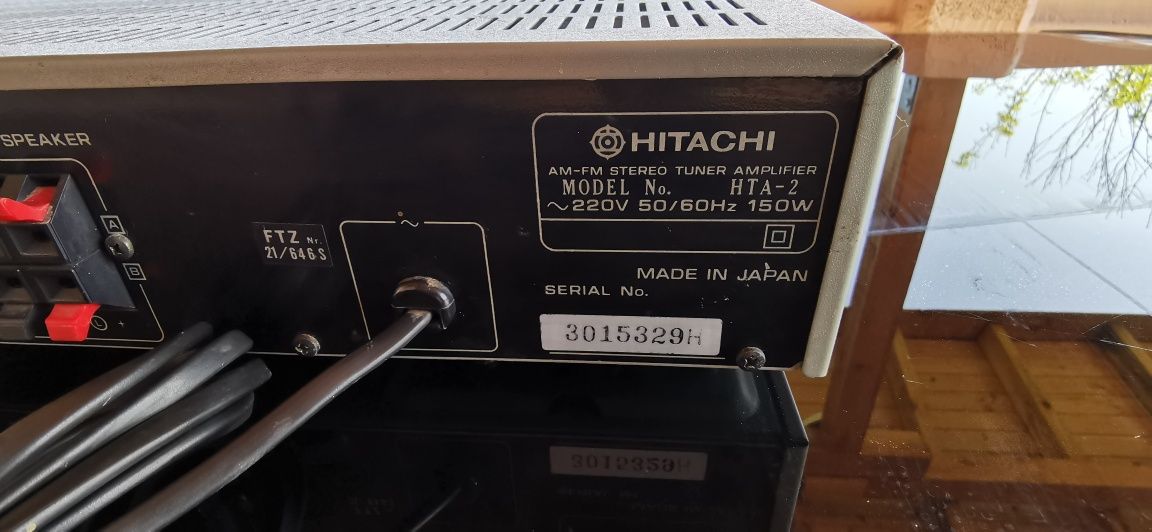 SPEAKER
A
B
L +
FTZ Nr.
21/646 S
~
HITACHI
AM-FM STEREO TUNER AMPLIFIER
MODEL No. HTA-2
~220V 50/60Hz 150W
MADE IN JAPAN
SERIAL No.
3015329H